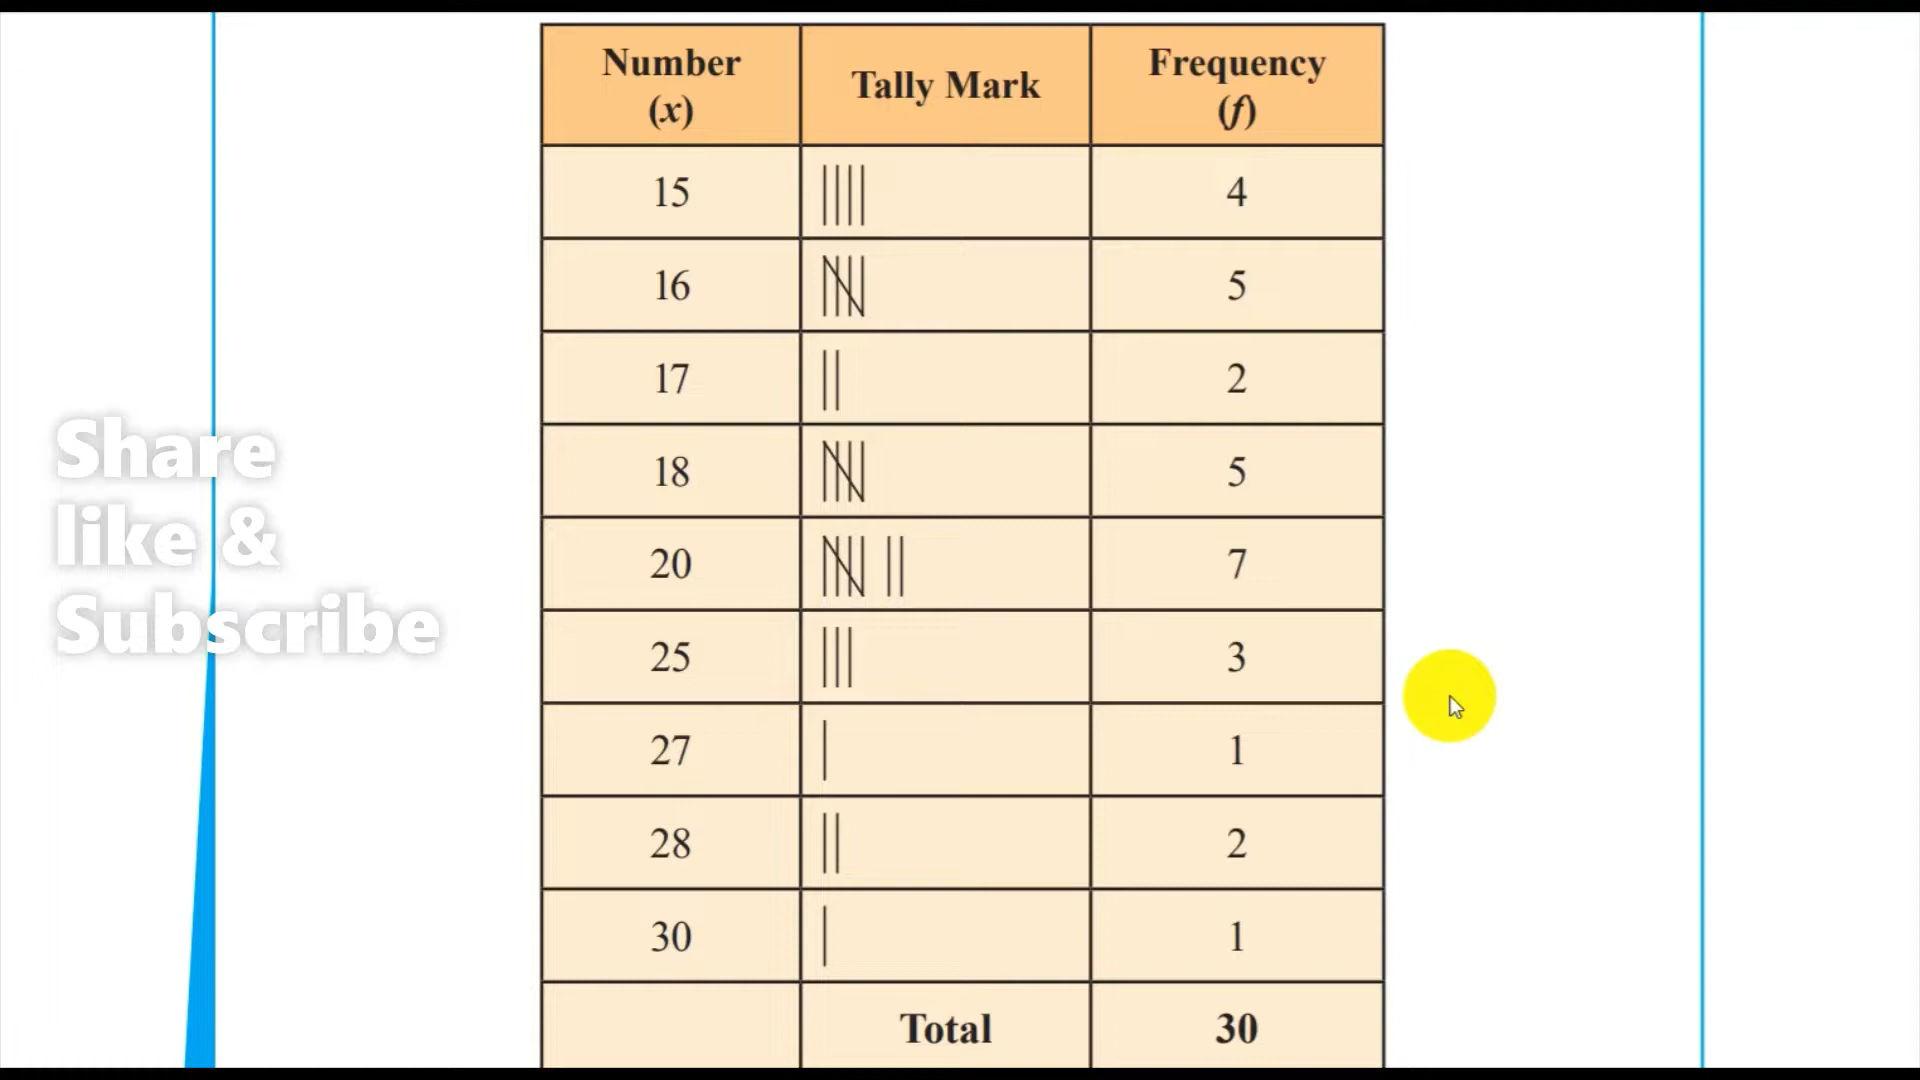 Number
(x)
Tally Mark
Frequency
(f)
15 |||| 4
16  𝍸 5
17 || 2
18 𝍸 5
20 𝍸 || 7
25 ||| 3
27 | 1
28 || 2
30 | 1
Total 30
Share
like &
Subscribe